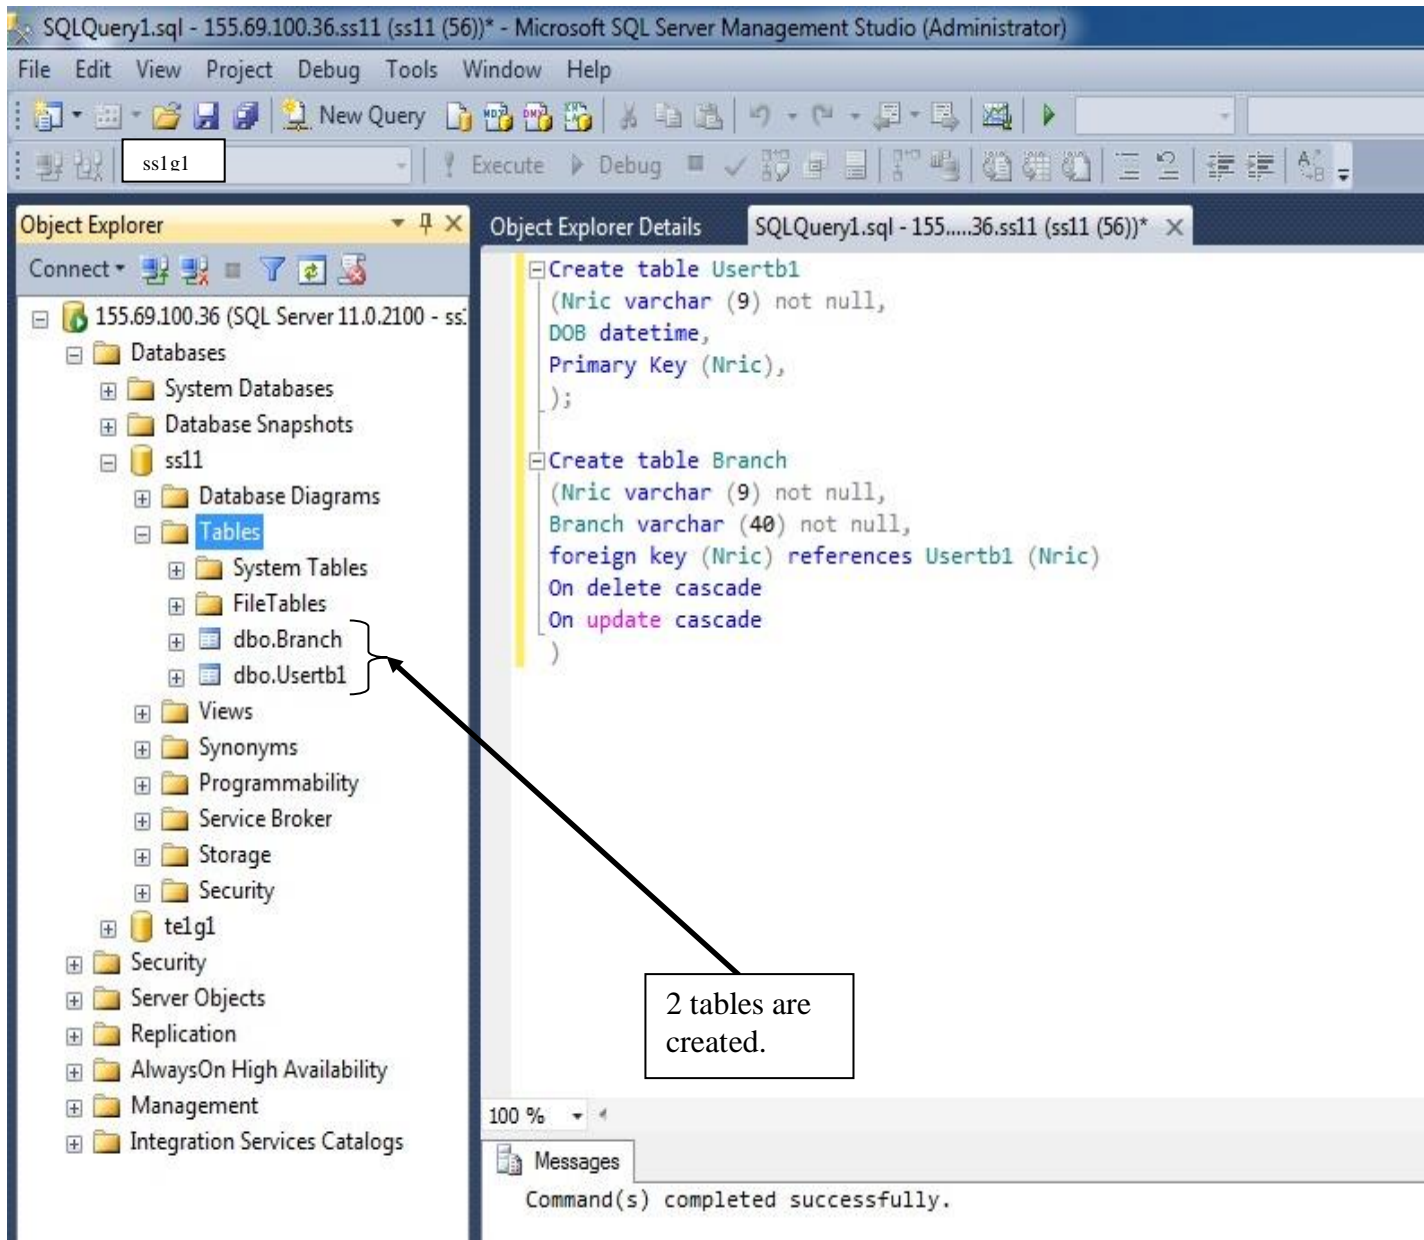 SQLQuery1.sql - 155.69.100.36.ss11 (ss11 (56))* - Microsoft SQL Server Management Studio (Administrator)
File Edit View Project Debug Tools Window Help
New Query
ss1g1
Execute Debug
Object Explorer
Connect
155.69.100.36 (SQL Server 11.0.2100 - ss1
Databases
System Databases
Database Snapshots
ss11
Database Diagrams
Tables
System Tables
FileTables
dbo.Branch
dbo.Usertb1
Views
Synonyms
Programmability
Service Broker
Storage
Security
te1g1
Security
Server Objects
Replication
AlwaysOn High Availability
Management
Integration Services Catalogs
Object Explorer Details
SQLQuery1.sql - 155.....36.ss11 (ss11 (56))*
Create table Usertb1
(Nric varchar (9) not null,
DOB datetime,
Primary Key (Nric),
);
Create table Branch
(Nric varchar (9) not null,
Branch varchar (40) not null,
foreign key (Nric) references Usertb1 (Nric)
On delete cascade
On update cascade
)
2 tables are
created.
100 %
Messages
Command(s) completed successfully.